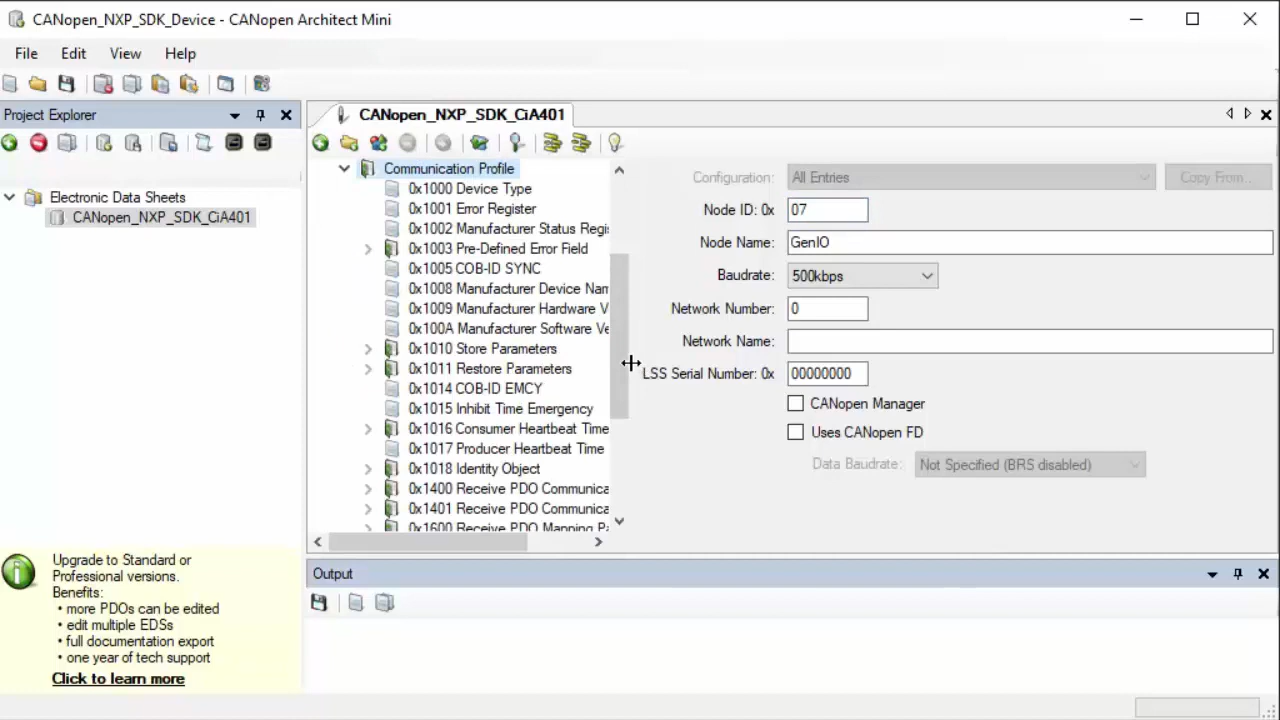 CANopen_NXP_SDK_Device - CANopen Architect Mini
File Edit View Help
Project Explorer
Electronic Data Sheets
CANopen_NXP_SDK_CiA401
Upgrade to Standard or
Professional versions.
Benefits:
• more PDOs can be edited
• edit multiple EDSs
• full documentation export
• one year of tech support
Click to learn more
CANopen_NXP_SDK_CiA401
Communication Profile
0x1000 Device Type
0x1001 Error Register
0x1002 Manufacturer Status Regi
0x1003 Pre-Defined Error Field
0x1005 COB-ID SYNC
0x1008 Manufacturer Device Nam
0x1009 Manufacturer Hardware V
0x100A Manufacturer Software Ve
0x1010 Store Parameters
0x1011 Restore Parameters
0x1014 COB-ID EMCY
0x1015 Inhibit Time Emergency
0x1016 Consumer Heartbeat Time
0x1017 Producer Heartbeat Time
0x1018 Identity Object
0x1400 Receive PDO Communica
0x1401 Receive PDO Communica
0x1600 Receive PDO Mapping Pa
Configuration: All Entries Copy From...
Node ID: 0x 07
Node Name: GenIO
Baudrate: 500kbps
Network Number: 0
Network Name:
LSS Serial Number: 0x 00000000
CANopen Manager
Uses CANopen FD
Data Baudrate: Not Specified (BRS disabled)
Output